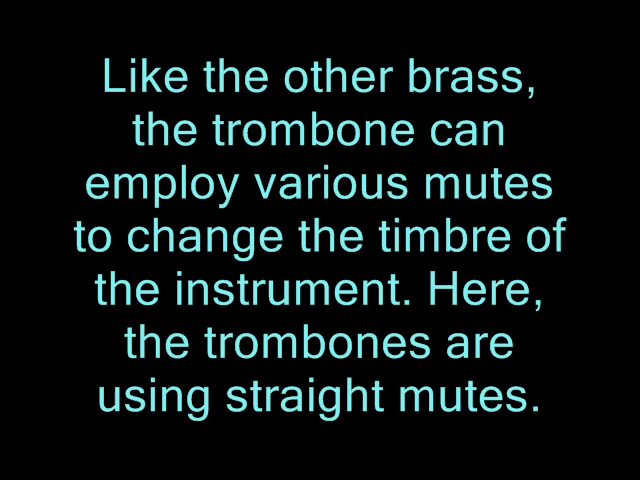 Like the other brass,
the trombone can
employ various mutes
to change the timbre of
the instrument. Here,
the trombones are
using straight mutes.